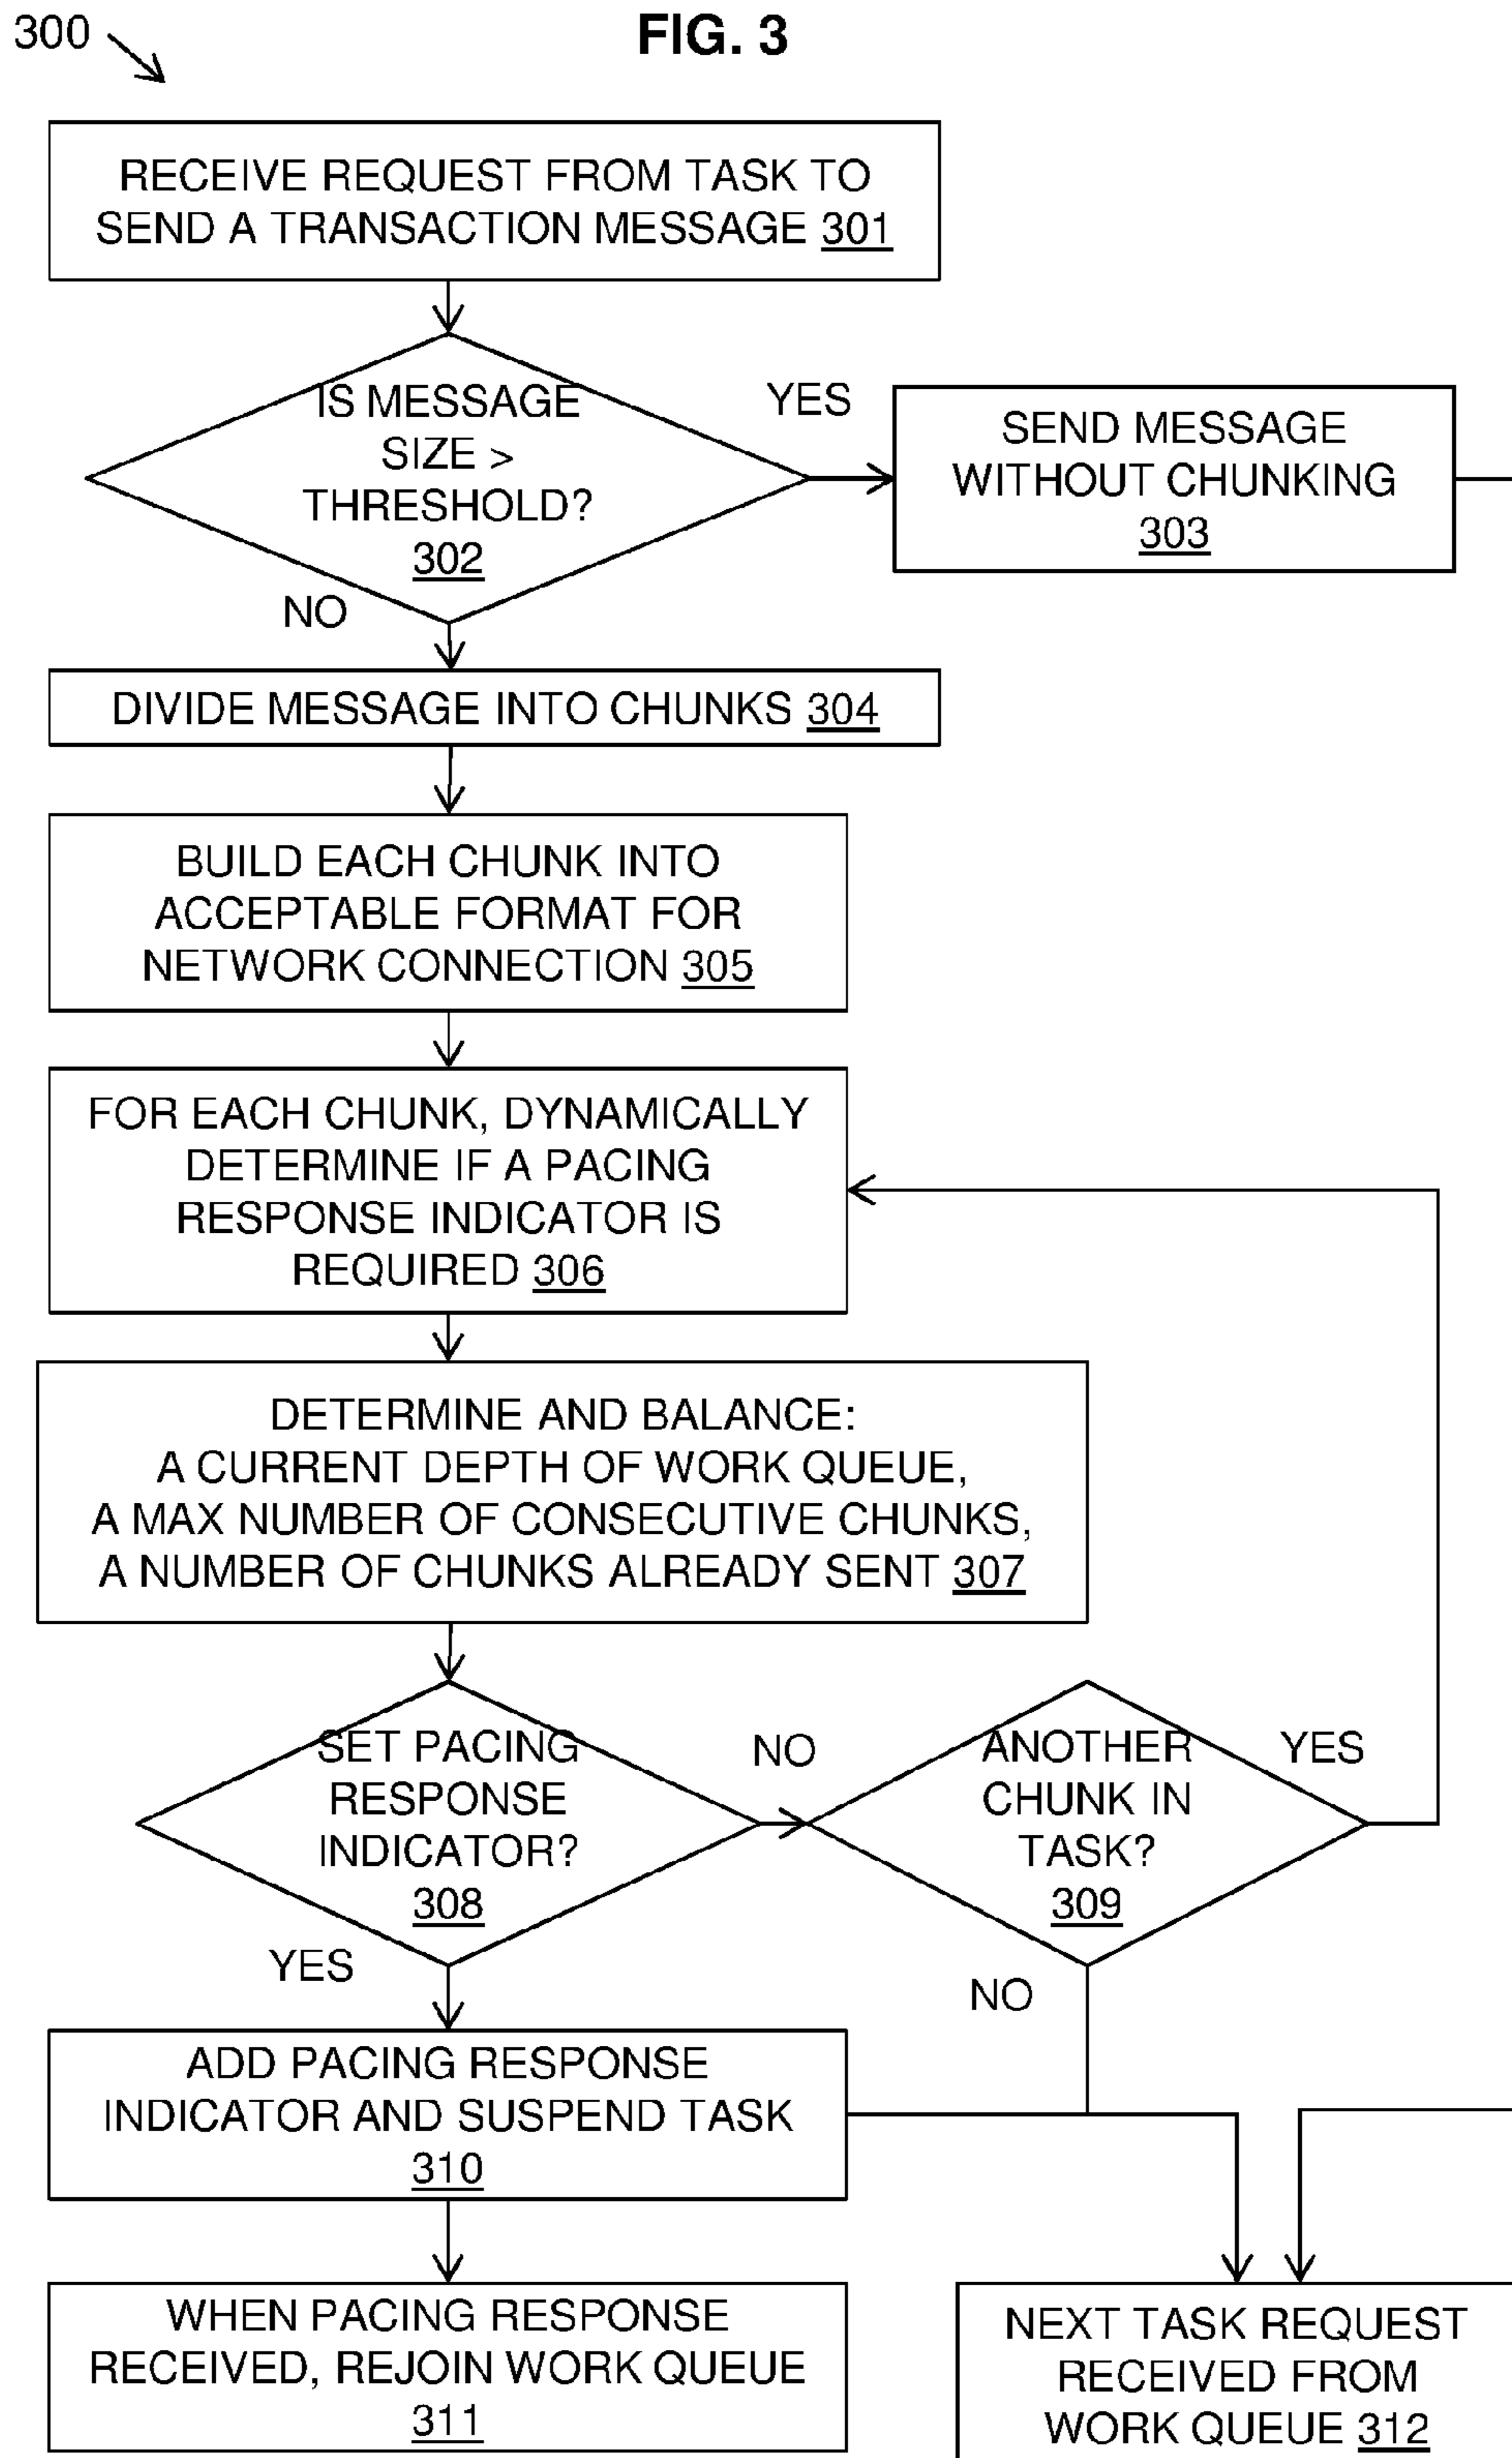 300
FIG. 3
RECEIVE REQUEST FROM TASK TO
SEND A TRANSACTION MESSAGE 301
IS MESSAGE
SIZE >
THRESHOLD?
302
YES
SEND MESSAGE
WITHOUT CHUNKING
303
NO
DIVIDE MESSAGE INTO CHUNKS 304
BUILD EACH CHUNK INTO
ACCEPTABLE FORMAT FOR
NETWORK CONNECTION 305
FOR EACH CHUNK, DYNAMICALLY
DETERMINE IF A PACING
RESPONSE INDICATOR IS
REQUIRED 306
DETERMINE AND BALANCE:
A CURRENT DEPTH OF WORK QUEUE,
A MAX NUMBER OF CONSECUTIVE CHUNKS,
A NUMBER OF CHUNKS ALREADY SENT 307
SET PACING
RESPONSE
INDICATOR?
308
NO
ANOTHER
CHUNK IN
TASK?
309
YES
YES
NO
ADD PACING RESPONSE
INDICATOR AND SUSPEND TASK
310
WHEN PACING RESPONSE
RECEIVED, REJOIN WORK QUEUE
311
NEXT TASK REQUEST
RECEIVED FROM
WORK QUEUE 312